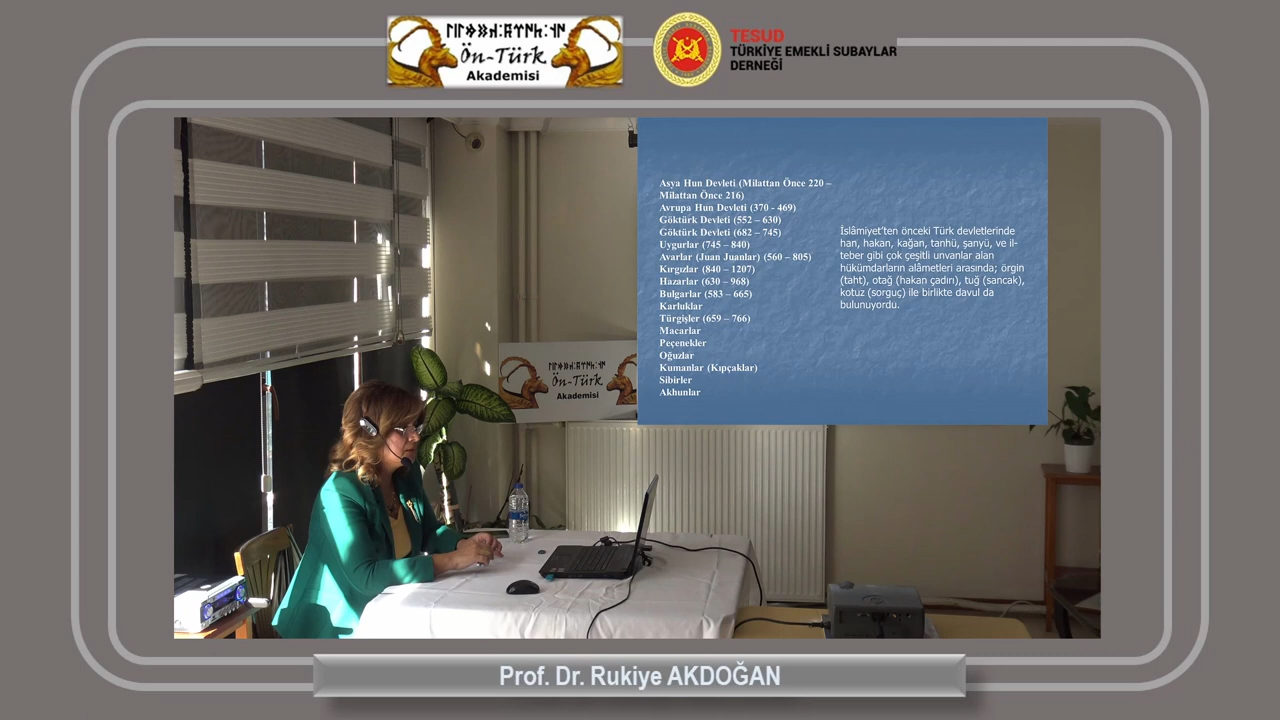 Ön-Türk
Akademisi
TESUD
TÜRKİYE EMEKLİ SUBAYLAR
DERNEĞİ
Asya Hun Devleti (Milattan Önce 220 –
Milattan Önce 216)
Avrupa Hun Devleti (370 - 469)
Göktürk Devleti (552 – 630)
Göktürk Devleti (682 – 745)
Uygurlar (745 – 840)
Avarlar (Juan Juanlar) (560 – 805)
Kırgızlar (840 – 1207)
Hazarlar (630 – 968)
Bulgarlar (583 – 665)
Karluklar
Türgişler (659 – 766)
Macarlar
Peçenekler
Oğuzlar
Kumanlar (Kıpçaklar)
Sibirler
Akhunlar
İslâmiyet'ten önceki Türk devletlerinde
han, hakan, kağan, tanhü, şanyü, ve il-
teber gibi çok çeşitli unvanlar alan
hükümdarların alâmetleri arasında; örgin
(taht), otağ (hakan çadırı), tuğ (sancak),
kotuz (sorguç) ile birlikte davul da
bulunuyordu.
Ön-Türk
Akademisi
Prof. Dr. Rukiye AKDOĞAN